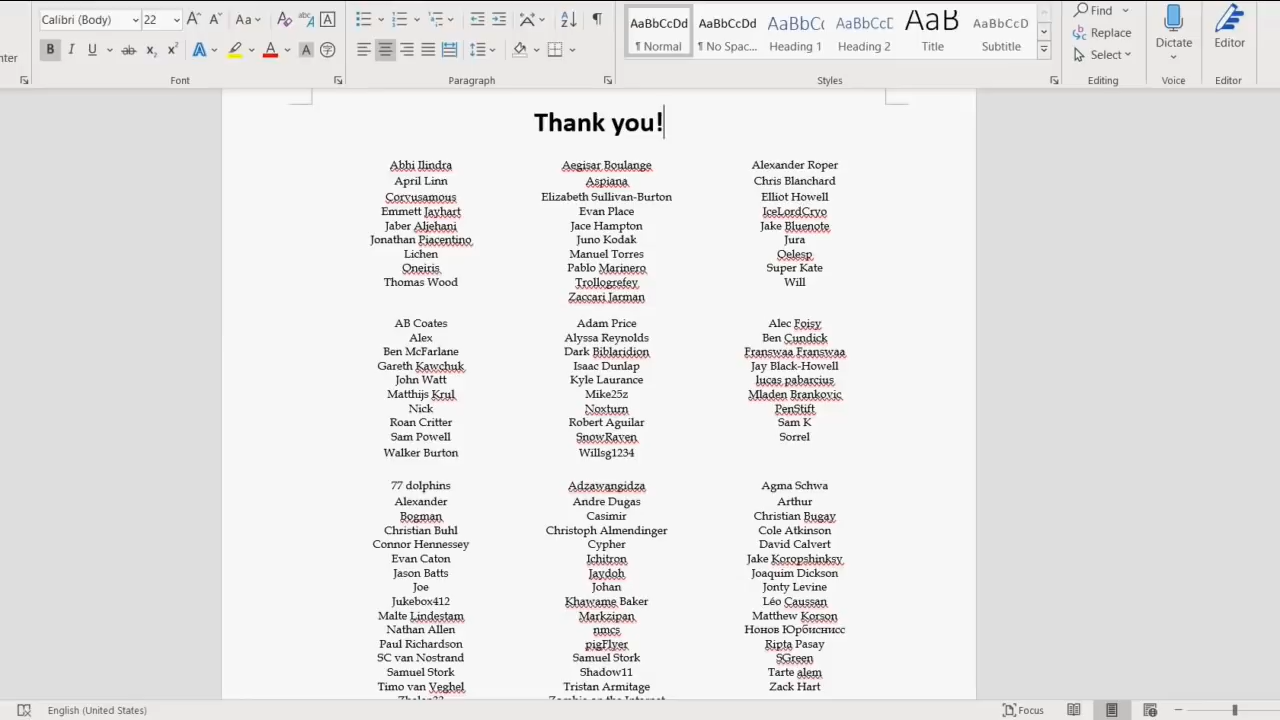 Calibri (Body) 22 Aa A
AaBbCcDd AaBbCcDd AaBbCc AaBbCcD AaB AaBbCcD
Normal No Spac... Heading 1 Heading 2 Title Subtitle
Find
Replace
Select
Dictate
Editor
B I U ab x₂ x²
Font Paragraph Styles Editing Voice Editor
Thank you!
Abhi Ilindra Aegisar Boulange Alexander Roper
April Linn Aspiana Chris Blanchard
Corvusamous Elizabeth Sullivan-Burton Elliot Howell
Emmett Jayhart Evan Place IceLordCryo
Jaber Aljehani Jace Hampton Jake Bluenote
Jonathan Piacentino Juno Kodak Jura
Lichen Manuel Torres Oelesp
Oneiris Pablo Marinero Super Kate
Thomas Wood Trollogrefey Will
Zaccari Jarman
AB Coates Adam Price Alec Foisy
Alex Alyssa Reynolds Ben Cundick
Ben McFarlane Dark Biblaridion Franswaa Franswaa
Gareth Kawchuk Isaac Dunlap Jay Black-Howell
John Watt Kyle Laurance lucas pabarcius
Matthijs Krul Mike25z Mladen Brankovic
Nick Noxturn PenStift
Roan Critter Robert Aguilar Sam K
Sam Powell SnowRaven Sorrel
Walker Burton Willsg1234
77 dolphins Adzawangidza Agma Schwa
Alexander Andre Dugas Arthur
Bogman Casimir Christian Bugay
Christian Buhl Christoph Almendinger Cole Atkinson
Connor Hennessey Cypher David Calvert
Evan Caton Ichitron Jake Koropshinksy
Jason Batts Jaydoh Joaquim Dickson
Joe Johan Jonty Levine
Jukebox412 Khawame Baker Léo Caussan
Malte Lindestam Markzipan Matthew Korson
Nathan Allen nmcs Нонов Юрбиснисс
Paul Richardson pigFlyer Ripta Pasay
SC van Nostrand Samuel Stork SGreen
Samuel Stork Shadow11 Tarte alem
Timo van Veghel Tristan Armitage Zack Hart
English (United States) Focus